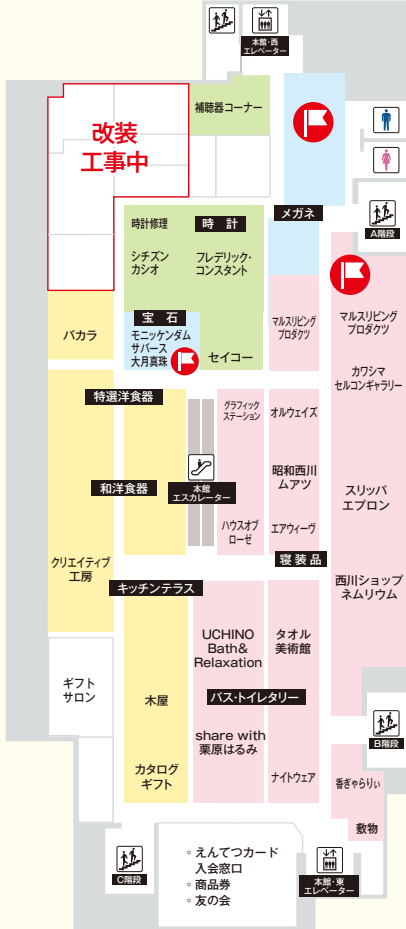 本館・西
エレベーター
補聴器コーナー
改装
工事中
メガネ
A階段
時計修理
時計
シチズン
カシオ
フレデリック・
コンスタント
宝石
モニッケンダム
サバース
大月真珠
セイコー
バカラ
マルスリビング
プロダクツ
マルスリビング
プロダクツ
カワシマ
セルコンギャラリー
特選洋食器
グラフィック
ステーション
オルウェイズ
和洋食器
本館
エスカレーター
昭和西川
ムアツ
スリッパ
エプロン
ハウスオブ
ローゼ
エアウィーヴ
寝装品
クリエイティブ
工房
キッチンテラス
西川ショップ
ネムリウム
UCHINO
Bath&
Relaxation
タオル
美術館
ギフト
サロン
木屋
バス・トイレタリー
share with
栗原はるみ
B階段
カタログ
ギフト
ナイトウェア
香ぎゃらりぃ
敷物
C階段
◦ えんてつカード
入会窓口
◦ 商品券
◦ 友の会
本館・東
エレベーター